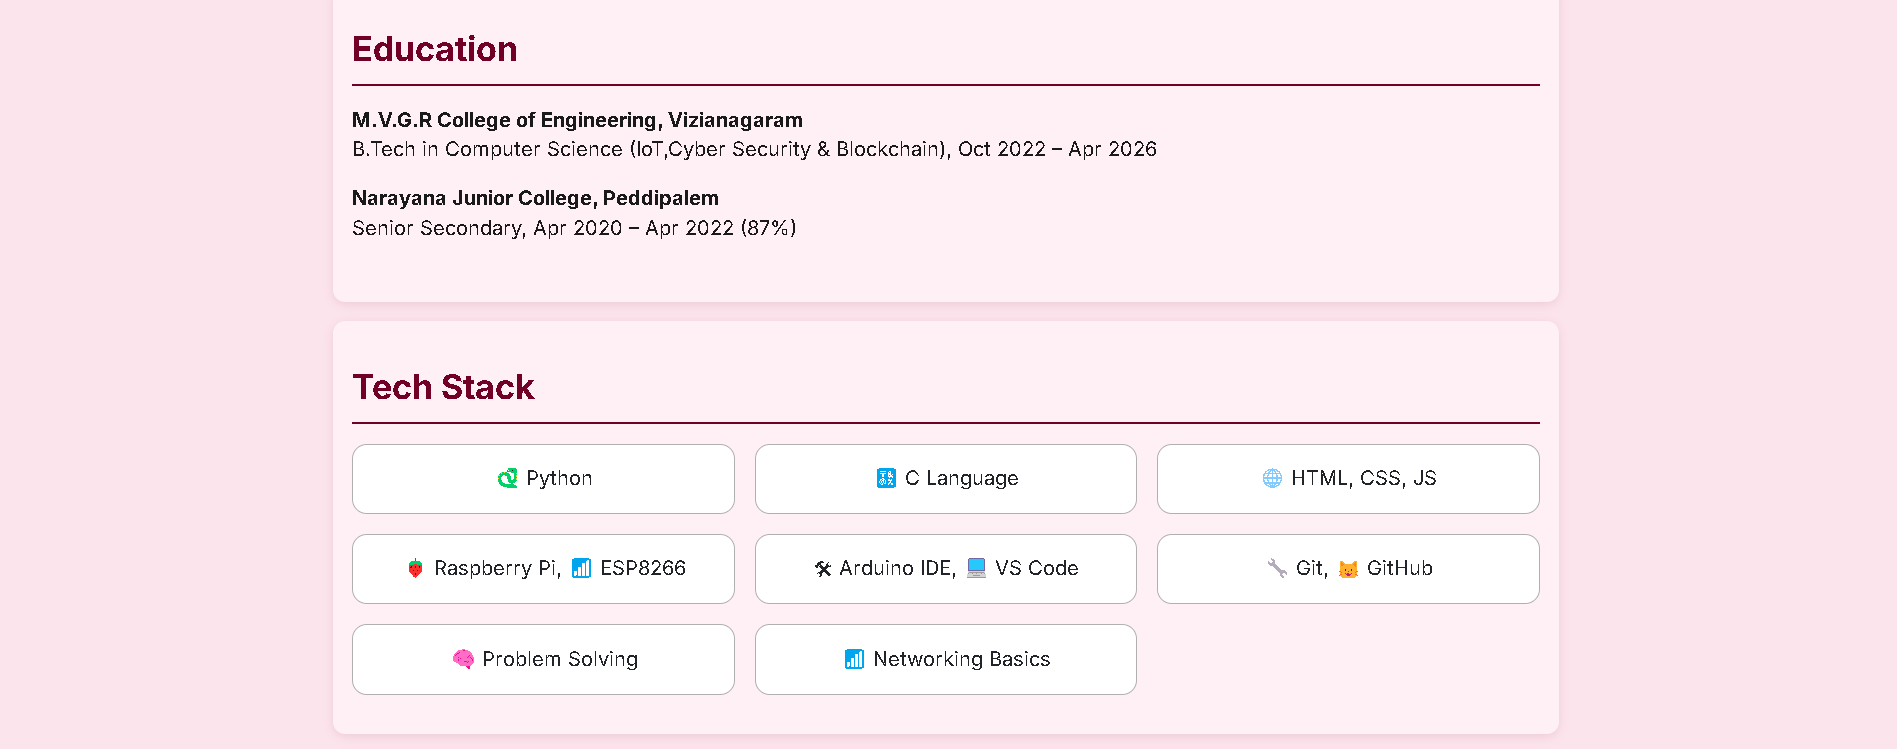 Education
M.V.G.R College of Engineering, Vizianagaram
B.Tech in Computer Science (IoT,Cyber Security & Blockchain), Oct 2022 – Apr 2026
Narayana Junior College, Peddipalem
Senior Secondary, Apr 2020 – Apr 2022 (87%)
Tech Stack
🐍 Python
🔣 C Language
🌐 HTML, CSS, JS
🍓 Raspberry Pi, 📶 ESP8266
🛠 Arduino IDE, 💻 VS Code
🔧 Git, 🐱 GitHub
🧠 Problem Solving
📶 Networking Basics